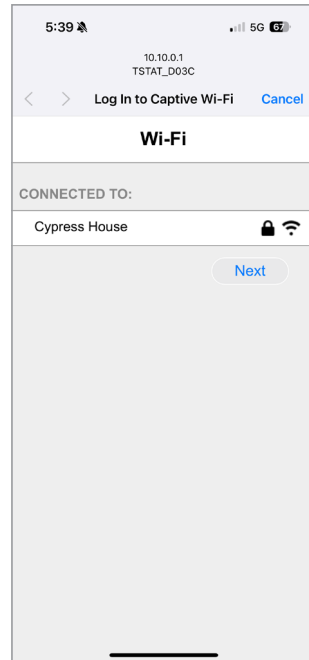 5:39 5G 67
10.10.0.1
TSTAT_D03C
Log In to Captive Wi-Fi Cancel
Wi-Fi
CONNECTED TO:
Cypress House
Next